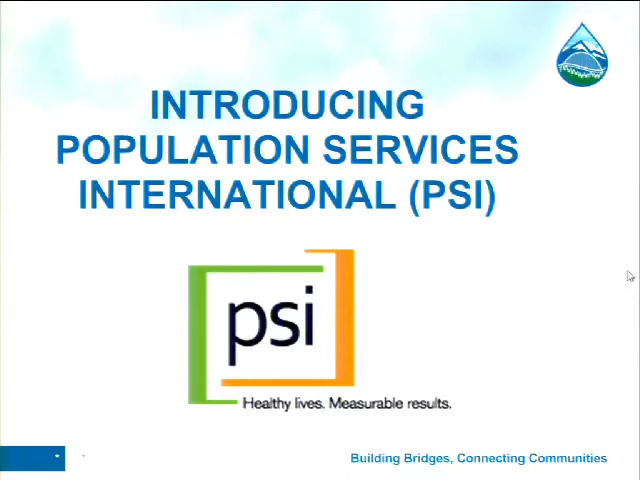 INTRODUCING
POPULATION SERVICES
INTERNATIONAL (PSI)
psi
Healthy lives. Measurable results.
Building Bridges, Connecting Communities